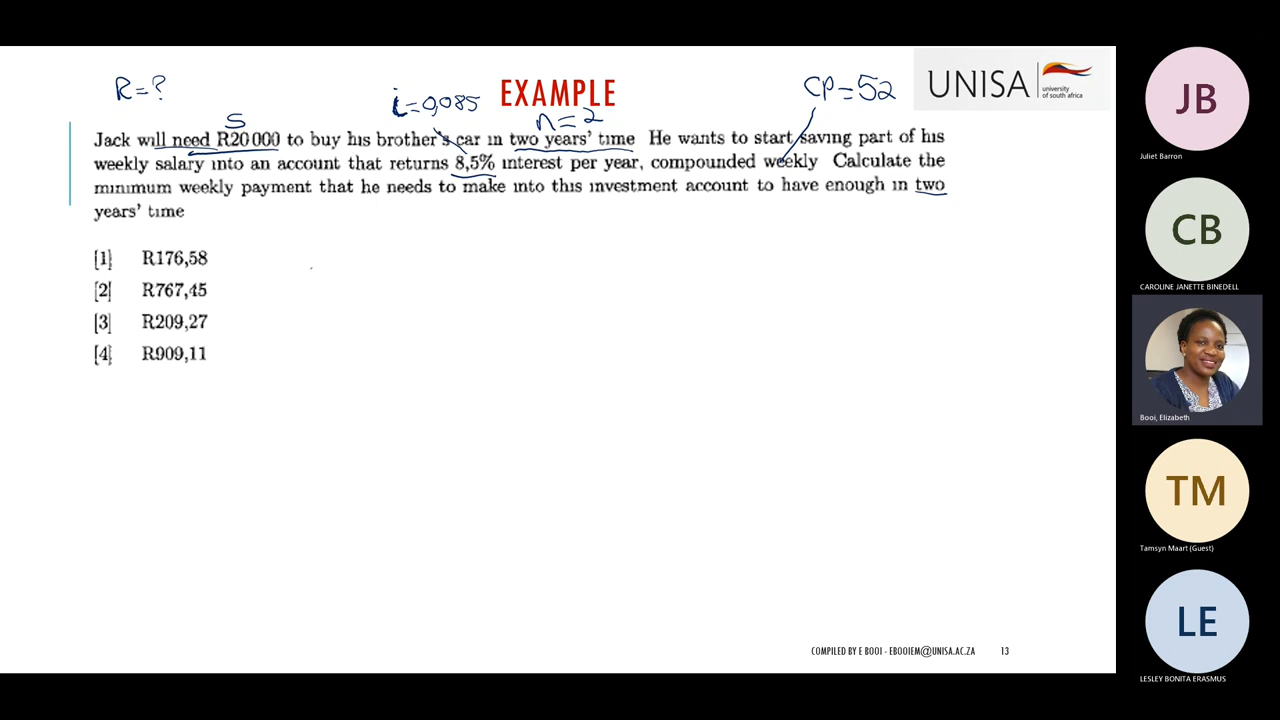 R=?
i=0,085
EXAMPLE
CP=52
UNISA
university
of south africa
S
n=2
Jack will need R20 000 to buy his brother's car in two years' time He wants to start saving part of his
weekly salary into an account that returns 8,5% interest per year, compounded weekly Calculate the
minimum weekly payment that he needs to make into this investment account to have enough in two
years' time
[1] R176,58
[2] R767,45
[3] R209,27
[4] R909,11
COMPILED BY E BOOI - EBOOIEM@UNISA.AC.ZA 13
JB
Juliet Barron
CB
CAROLINE JANETTE BINEDELL
Booi, Elizabeth
TM
Tamsyn Maart (Guest)
LE
LESLEY BONITA ERASMUS